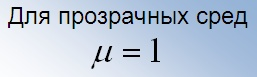 Для прозрачных сред
μ = 1